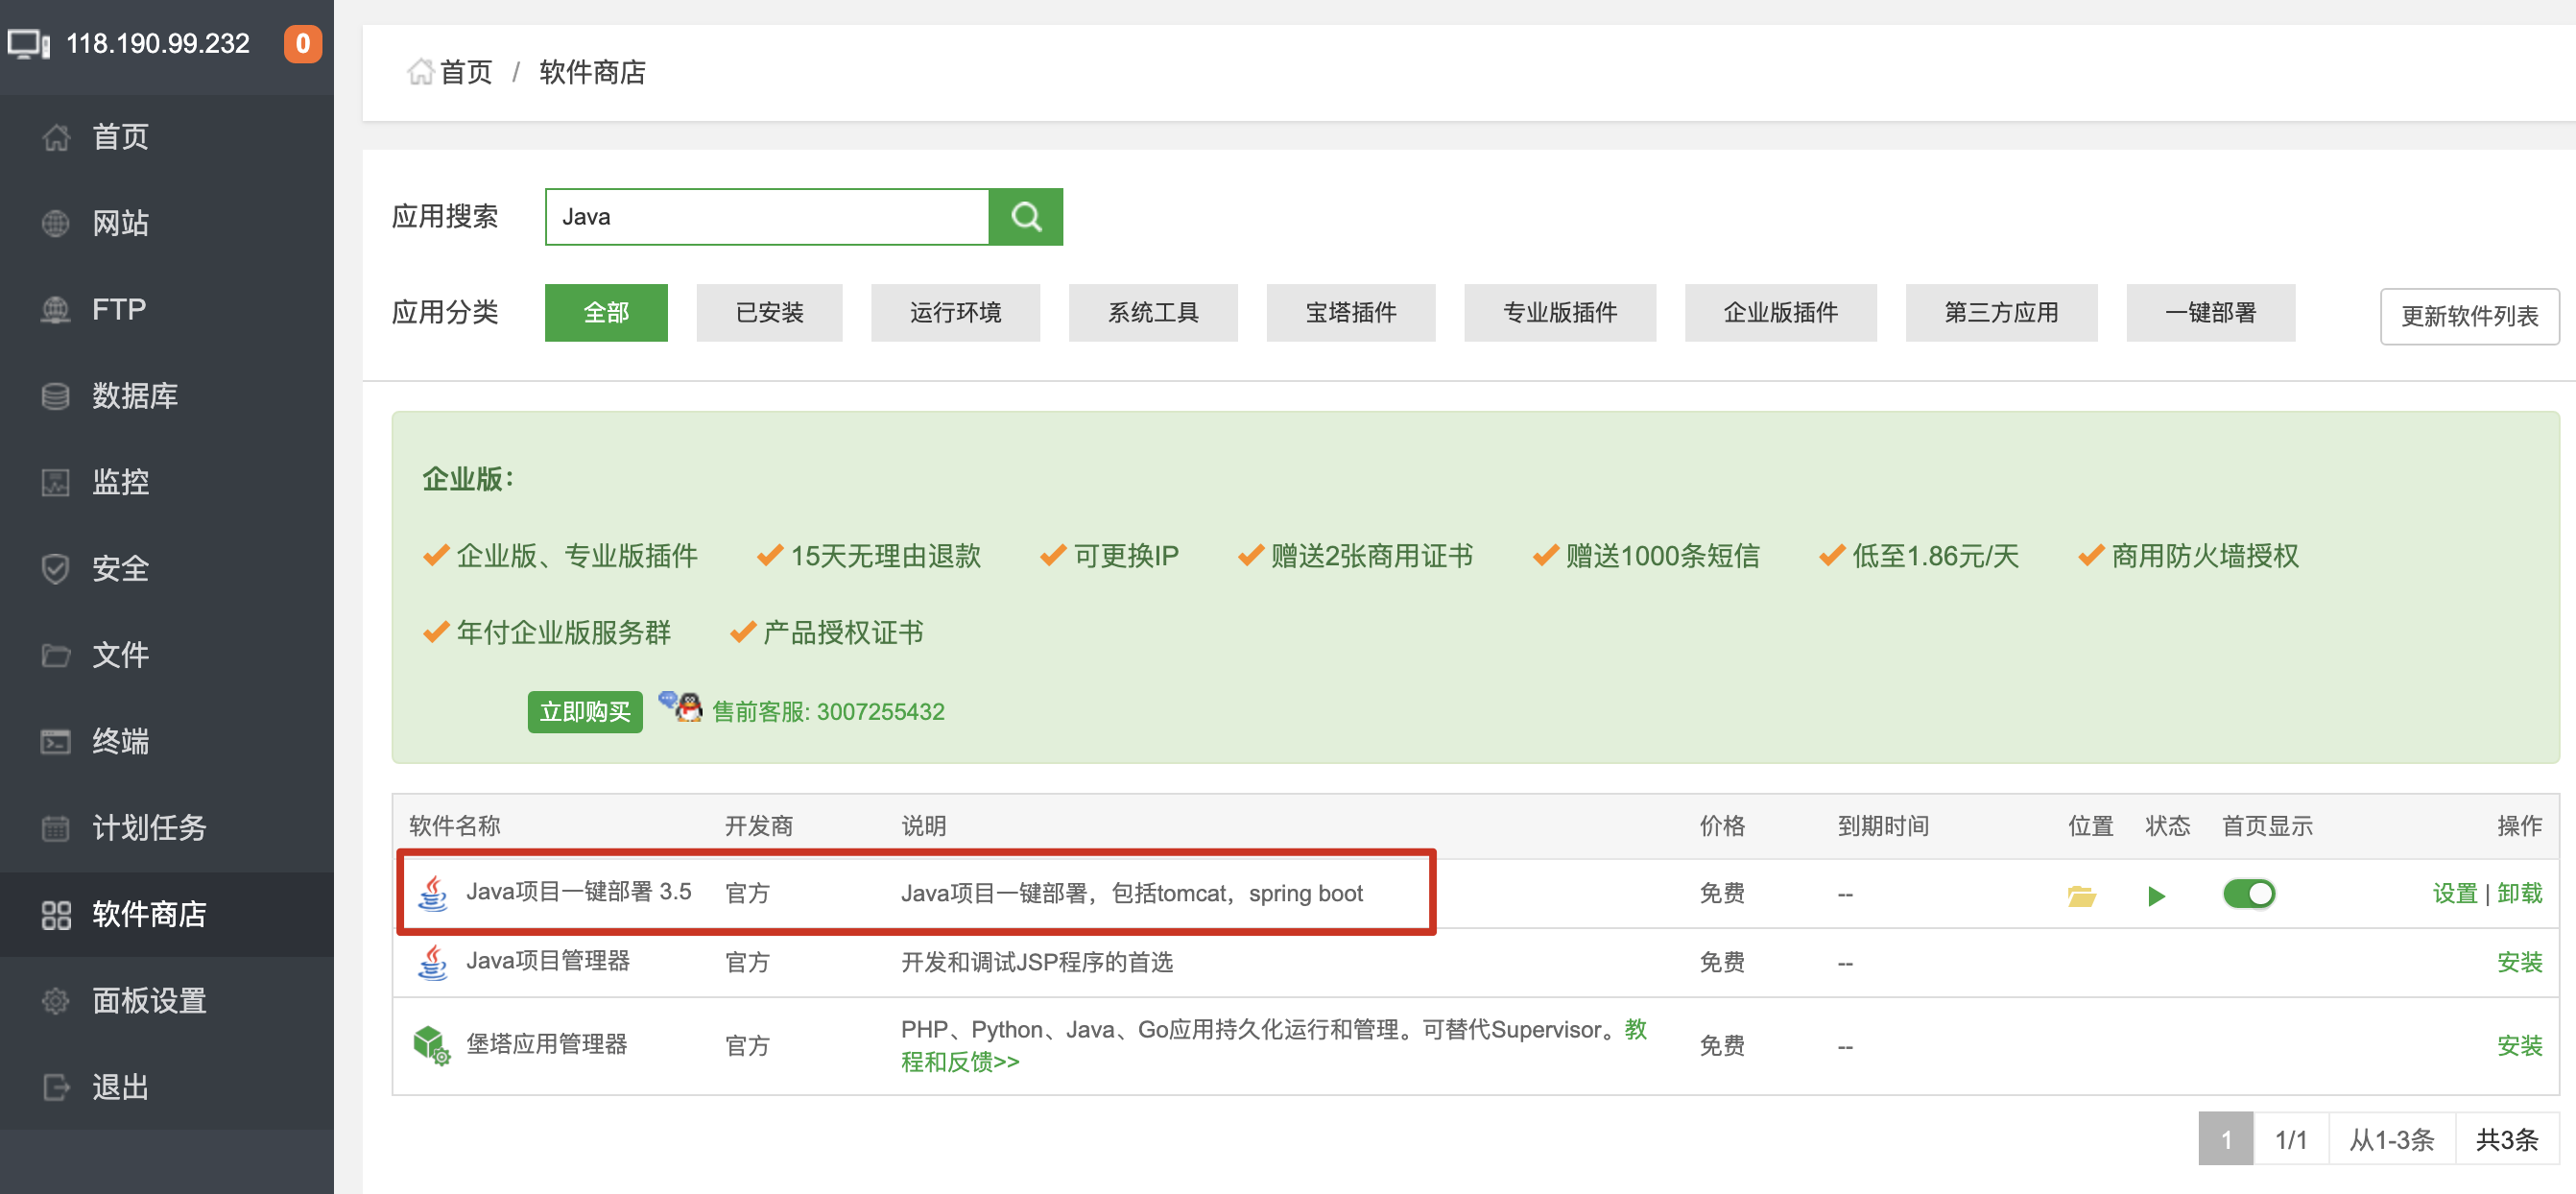 118.190.99.232 0
首页
网站
FTP
数据库
监控
安全
文件
终端
计划任务
软件商店
面板设置
退出
首页 / 软件商店
应用搜索 Java
应用分类 全部 已安装 运行环境 系统工具 宝塔插件 专业版插件 企业版插件 第三方应用 一键部署 更新软件列表
企业版：
企业版、专业版插件 15天无理由退款 可更换IP 赠送2张商用证书 赠送1000条短信 低至1.86元/天 商用防火墙授权
年付企业版服务群 产品授权证书
立即购买 售前客服: 3007255432
软件名称 开发商 说明 价格 到期时间 位置 状态 首页显示 操作
Java项目一键部署 3.5 官方 Java项目一键部署，包括tomcat，spring boot 免费 -- 设置 | 卸载
Java项目管理器 官方 开发和调试JSP程序的首选 免费 -- 安装
堡塔应用管理器 官方 PHP、Python、Java、Go应用持久化运行和管理。可替代Supervisor。教
程和反馈>> 免费 -- 安装
1 1/1 从1-3条 共3条